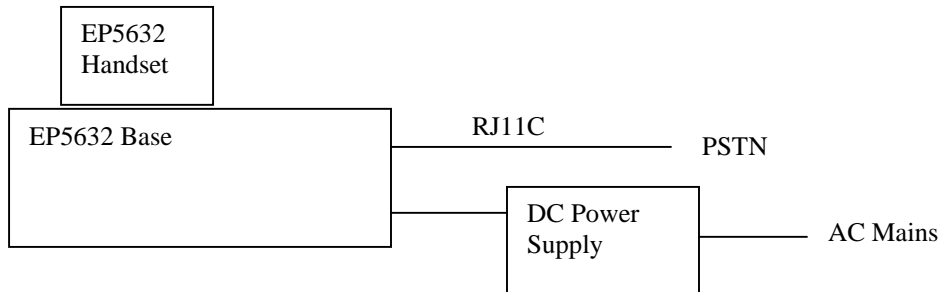 EP5632
Handset
EP5632 Base
RJ11C
PSTN
DC Power
Supply
AC Mains